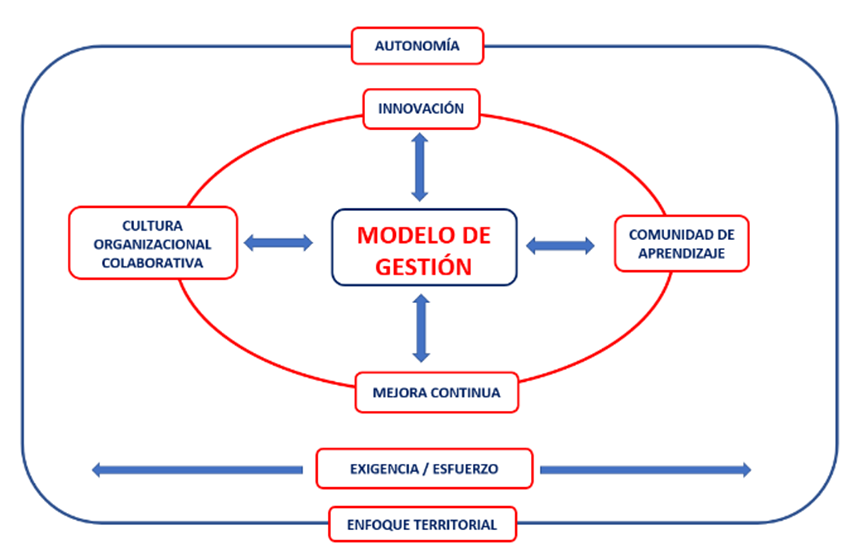 AUTONOMÍA
INNOVACIÓN
CULTURA
ORGANIZACIONAL
COLABORATIVA
MODELO DE
GESTIÓN
COMUNIDAD DE
APRENDIZAJE
MEJORA CONTINUA
EXIGENCIA / ESFUERZO
ENFOQUE TERRITORIAL